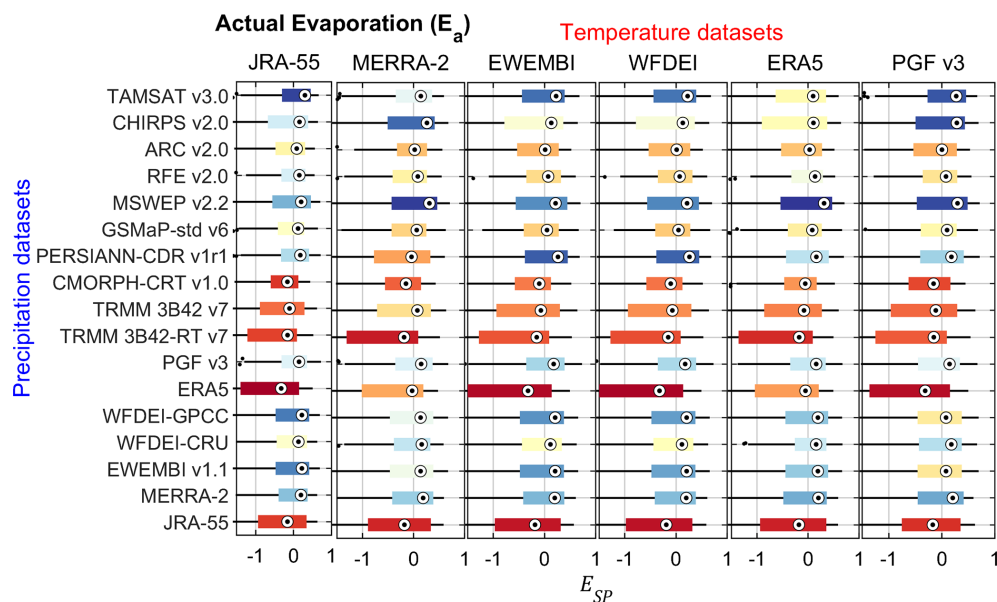 Actual Evaporation (Ea)
Temperature datasets
JRA-55 MERRA-2 EWEMBI WFDEI ERA5 PGF v3
Precipitation datasets
TAMSAT v3.0
CHIRPS v2.0
ARC v2.0
RFE v2.0
MSWEP v2.2
GSMaP-std v6
PERSIANN-CDR v1r1
CMORPH-CRT v1.0
TRMM 3B42 v7
TRMM 3B42-RT v7
PGF v3
ERA5
WFDEI-GPCC
WFDEI-CRU
EWEMBI v1.1
MERRA-2
JRA-55
-1 0 1 -1 0 1 -1 0 1 -1 0 1 -1 0 1 -1 0 1
ESP